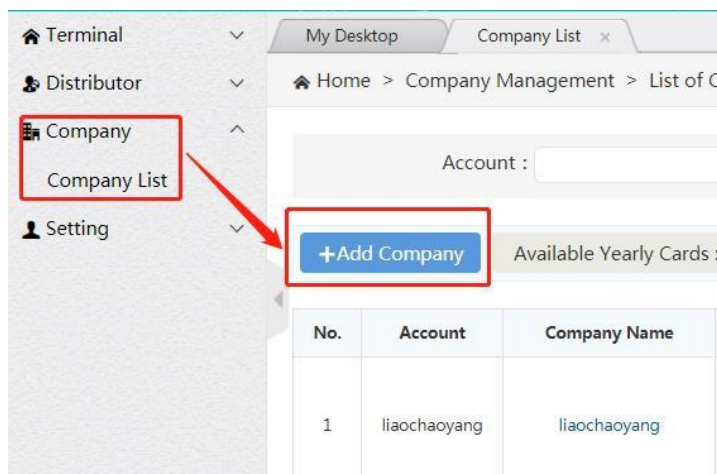 Terminal
Distributor
Company
Company List
Setting
My Desktop
Company List ×
Home > Company Management > List of
Account :
+Add Company
Available Yearly Cards :
No. Account Company Name
1 liaochaoyang liaochaoyang